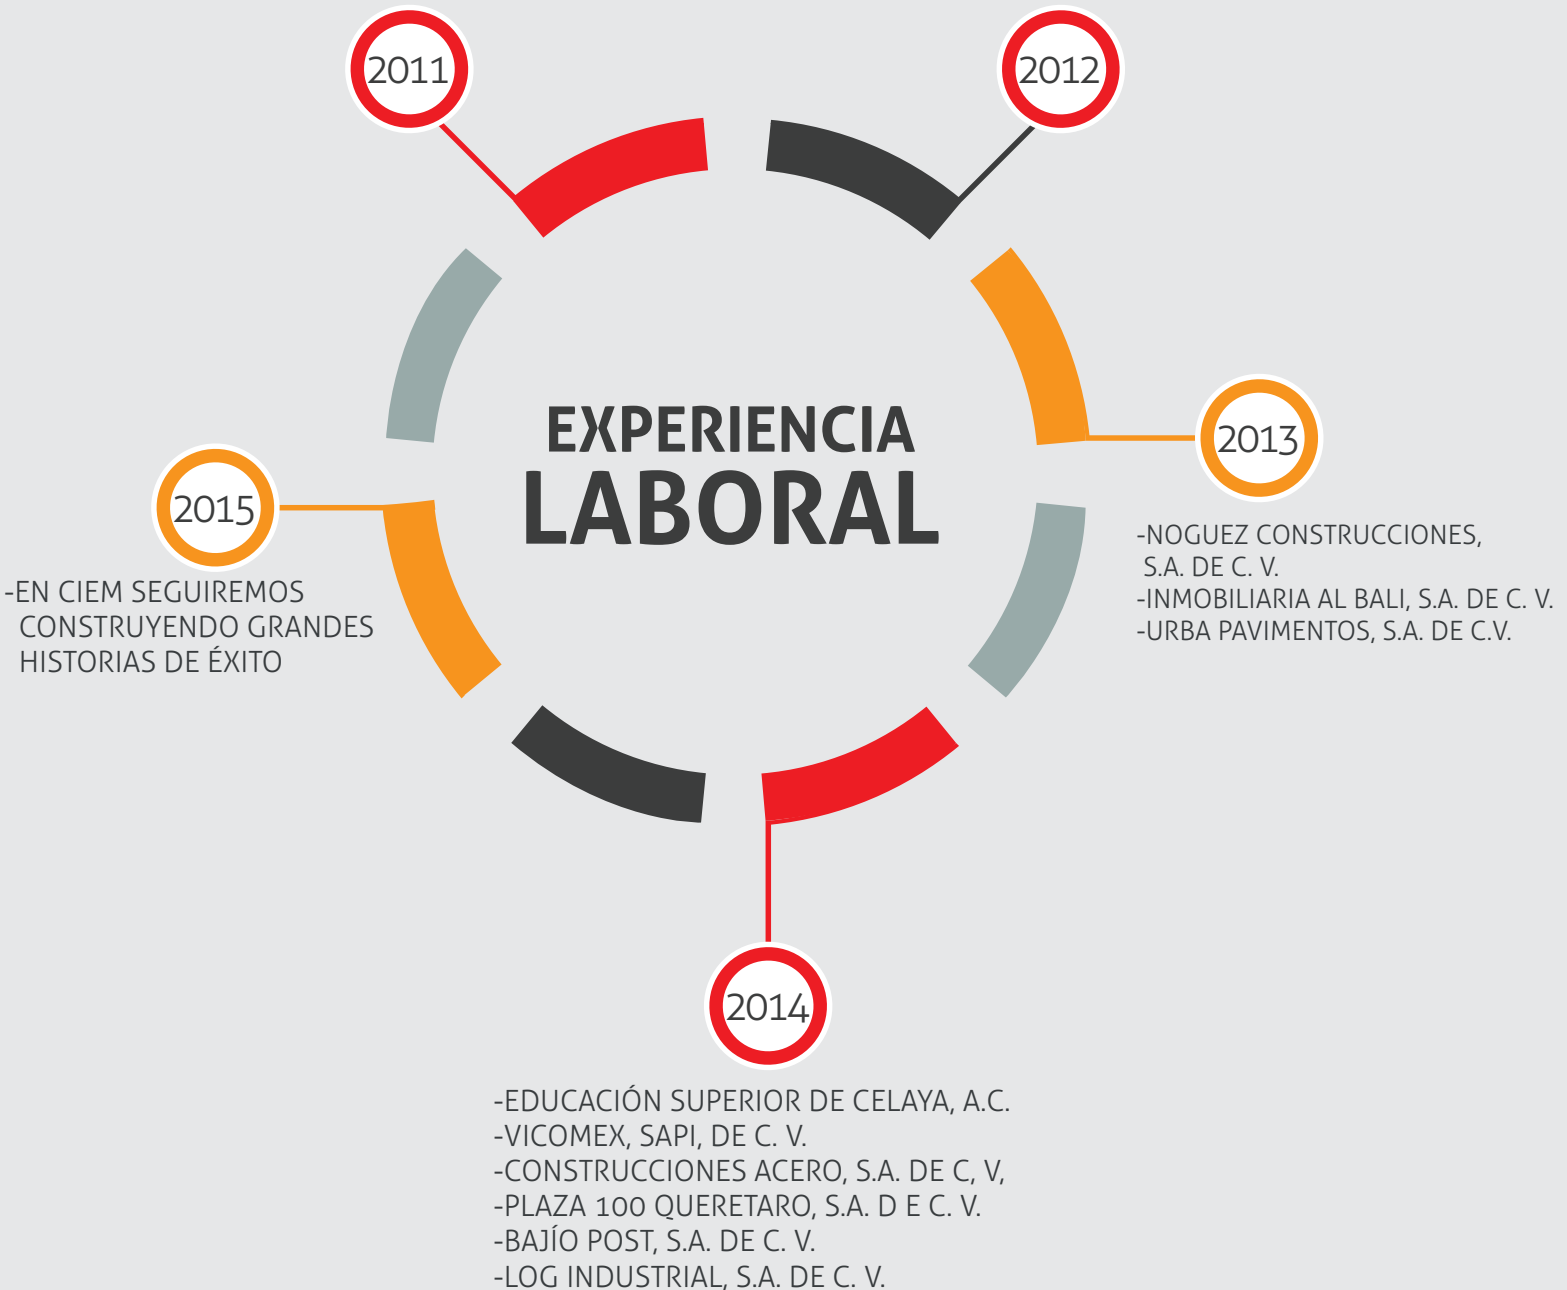 2011
2012
EXPERIENCIA
LABORAL
2013
-NOGUEZ CONSTRUCCIONES,
S.A. DE C. V.
-INMOBILIARIA AL BALI, S.A. DE C. V.
-URBA PAVIMENTOS, S.A. DE C.V.
2015
-EN CIEM SEGUIREMOS
CONSTRUYENDO GRANDES
HISTORIAS DE ÉXITO
2014
-EDUCACIÓN SUPERIOR DE CELAYA, A.C.
-VICOMEX, SAPI, DE C. V.
-CONSTRUCCIONES ACERO, S.A. DE C, V,
-PLAZA 100 QUERETARO, S.A. D E C. V.
-BAJÍO POST, S.A. DE C. V.
-LOG INDUSTRIAL, S.A. DE C. V.